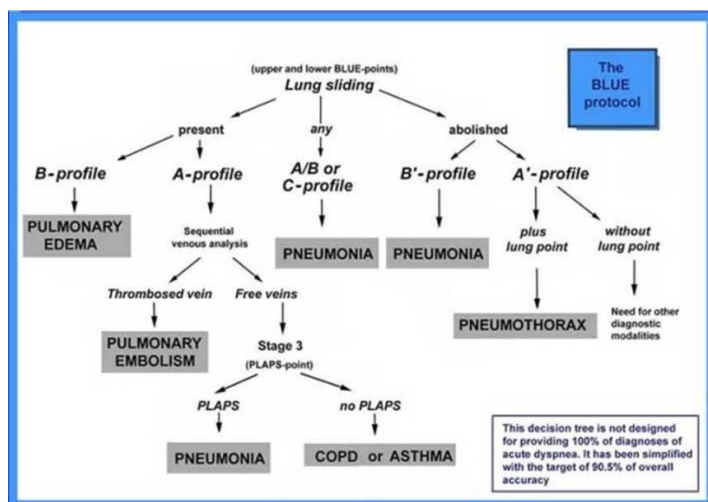 (upper and lower BLUE-points)
Lung sliding
The
BLUE
protocol
present
any
abolished
B-profile
A-profile
A/B or
C-profile
B'-profile
A'-profile
PULMONARY
EDEMA
Sequential
venous analysis
PNEUMONIA
PNEUMONIA
plus
lung point
without
lung point
Thrombosed vein
Free veins
PULMONARY
EMBOLISM
Stage 3
(PLAPS-point)
PNEUMOTHORAX
Need for other
diagnostic
modalities
PLAPS
no PLAPS
PNEUMONIA
COPD or ASTHMA
This decision tree is not designed
for providing 100% of diagnoses of
acute dyspnea. It has been simplified
with the target of 90.5% of overall
accuracy